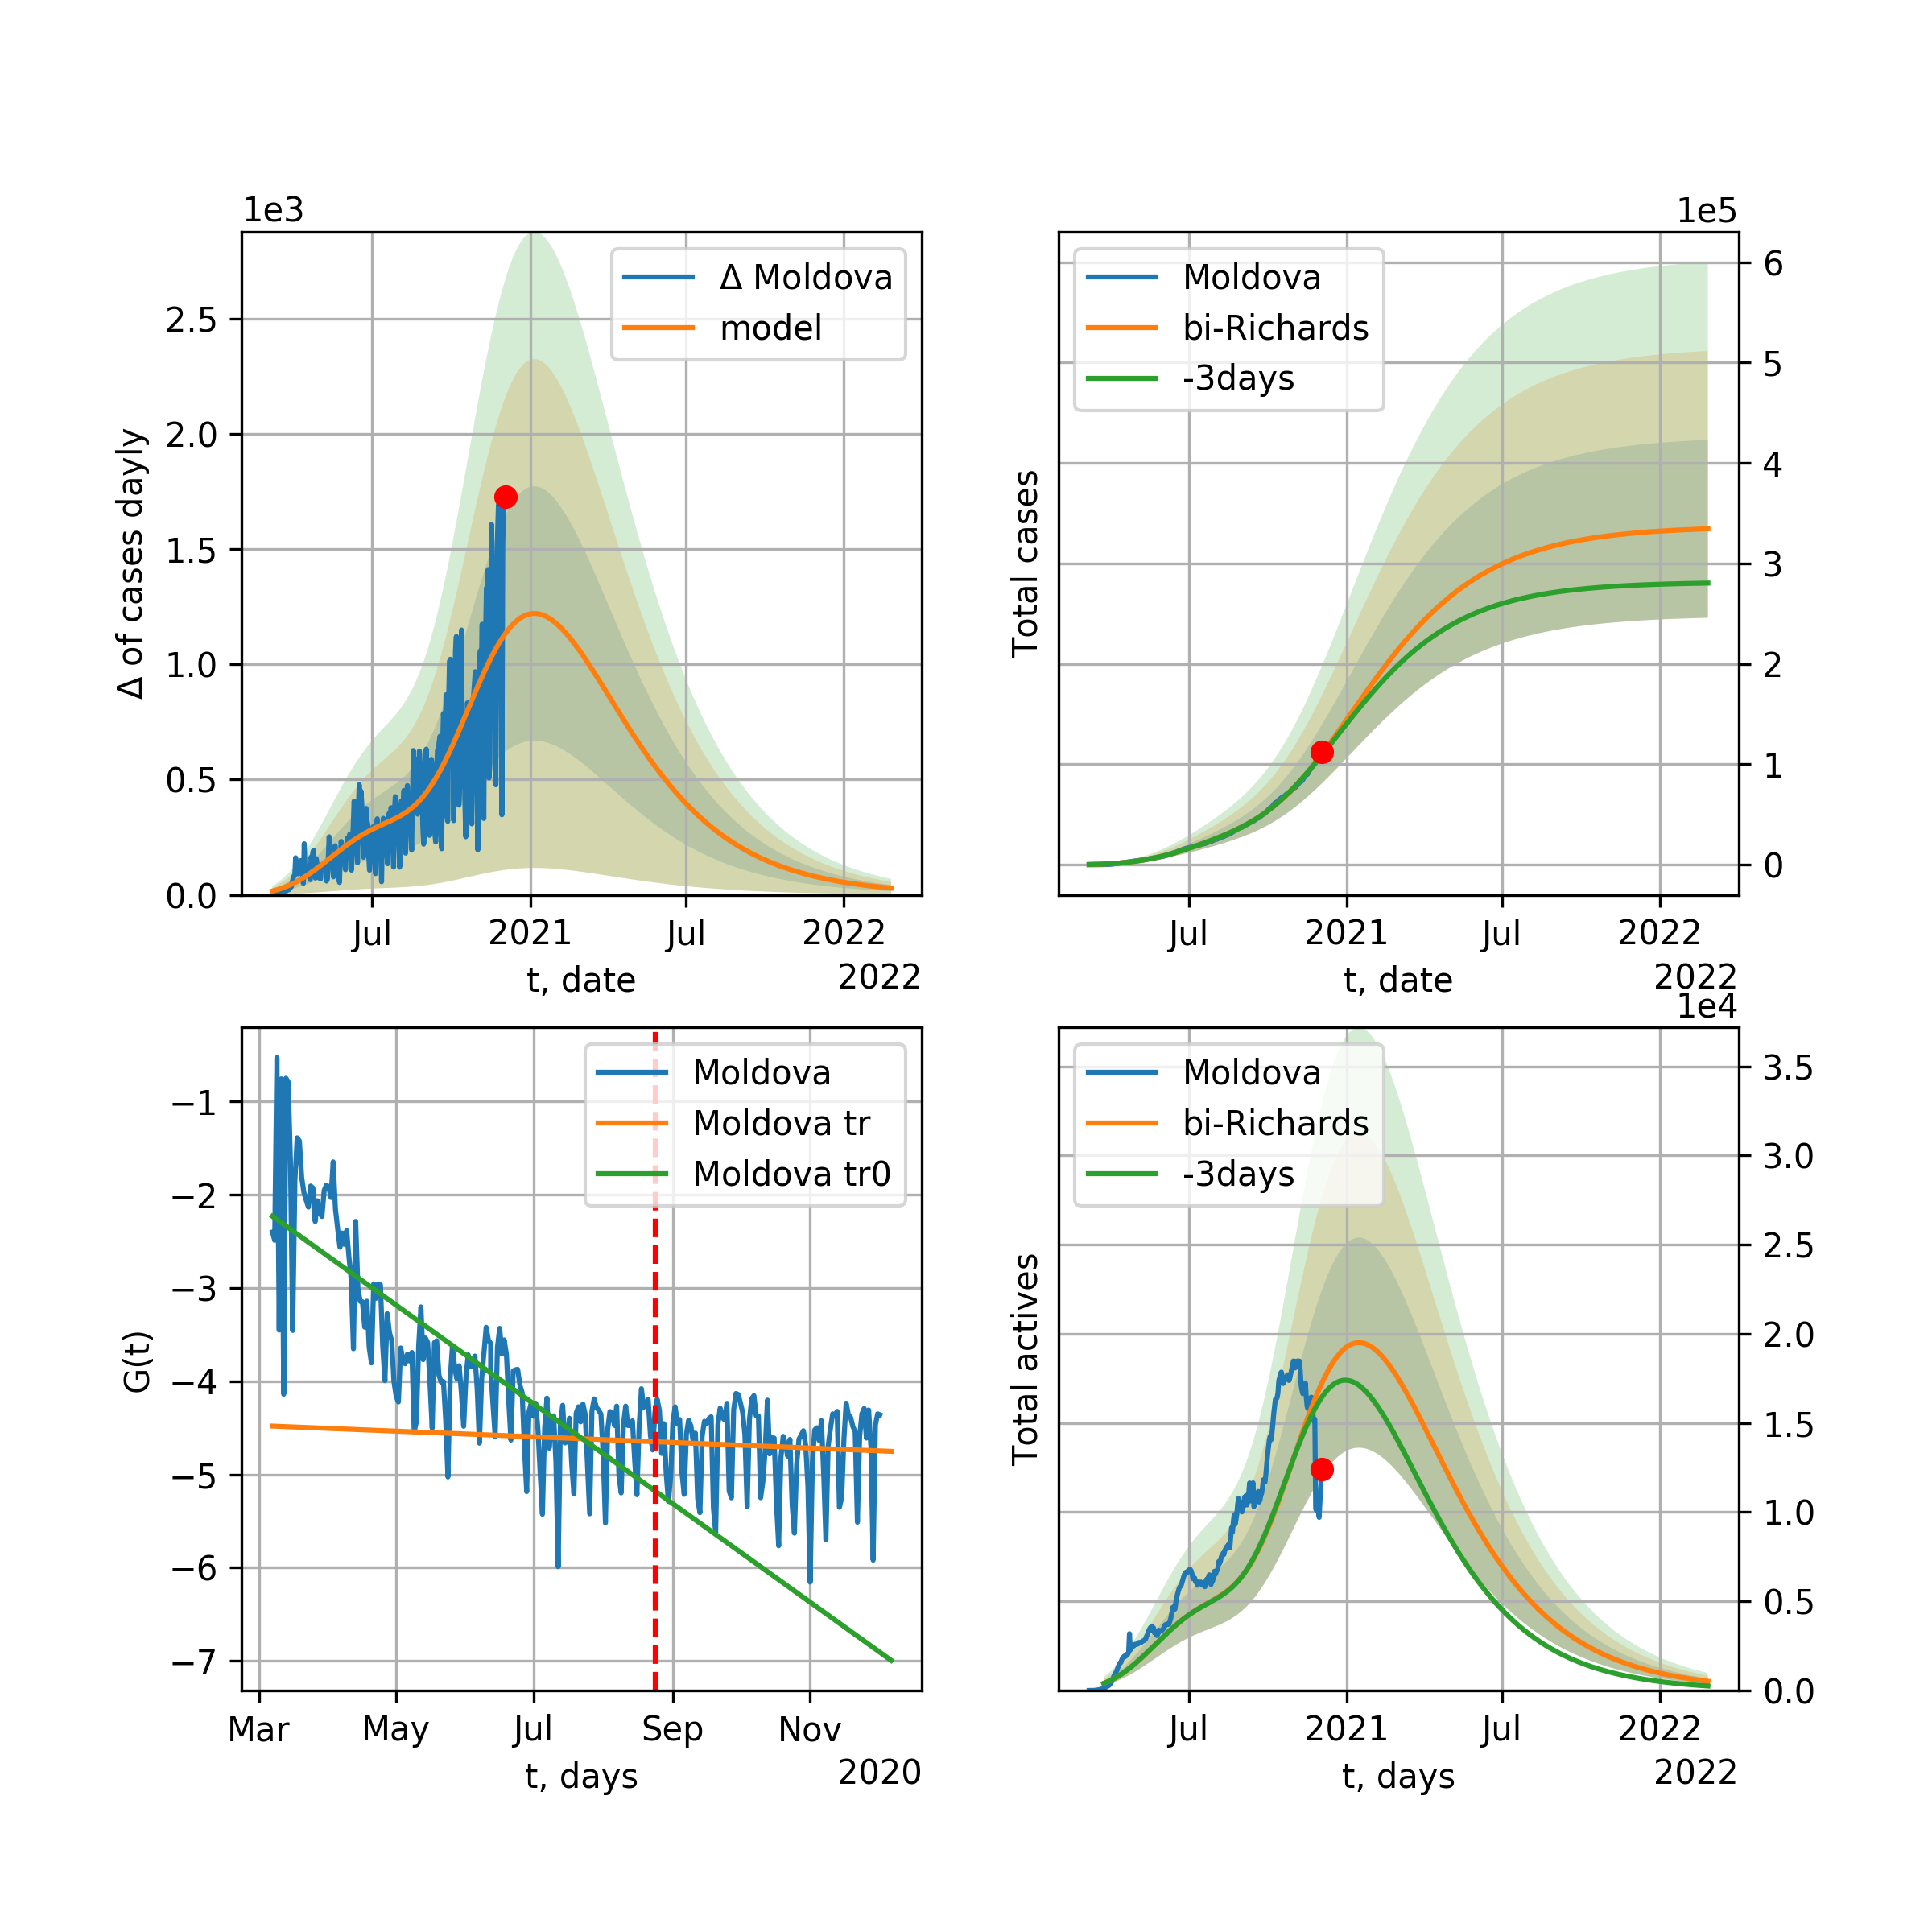 1e3
Δ Moldova
model
2.5
2.0
1.5
1.0
0.5
0.0
Δ of cases dayly
Jul 2021 Jul 2022
t, date
2022
1e5
Moldova
bi-Richards
-3days
6
5
4
3
2
1
0
Total cases
Jul 2021 Jul 2022
t, date
2022
Moldova
Moldova tr
Moldova tr0
−1
−2
−3
−4
−5
−6
−7
G(t)
Mar May Jul Sep Nov
t, days
2020
1e4
Moldova
bi-Richards
-3days
3.5
3.0
2.5
2.0
1.5
1.0
0.5
0.0
Total actives
Jul 2021 Jul 2022
t, days
2022